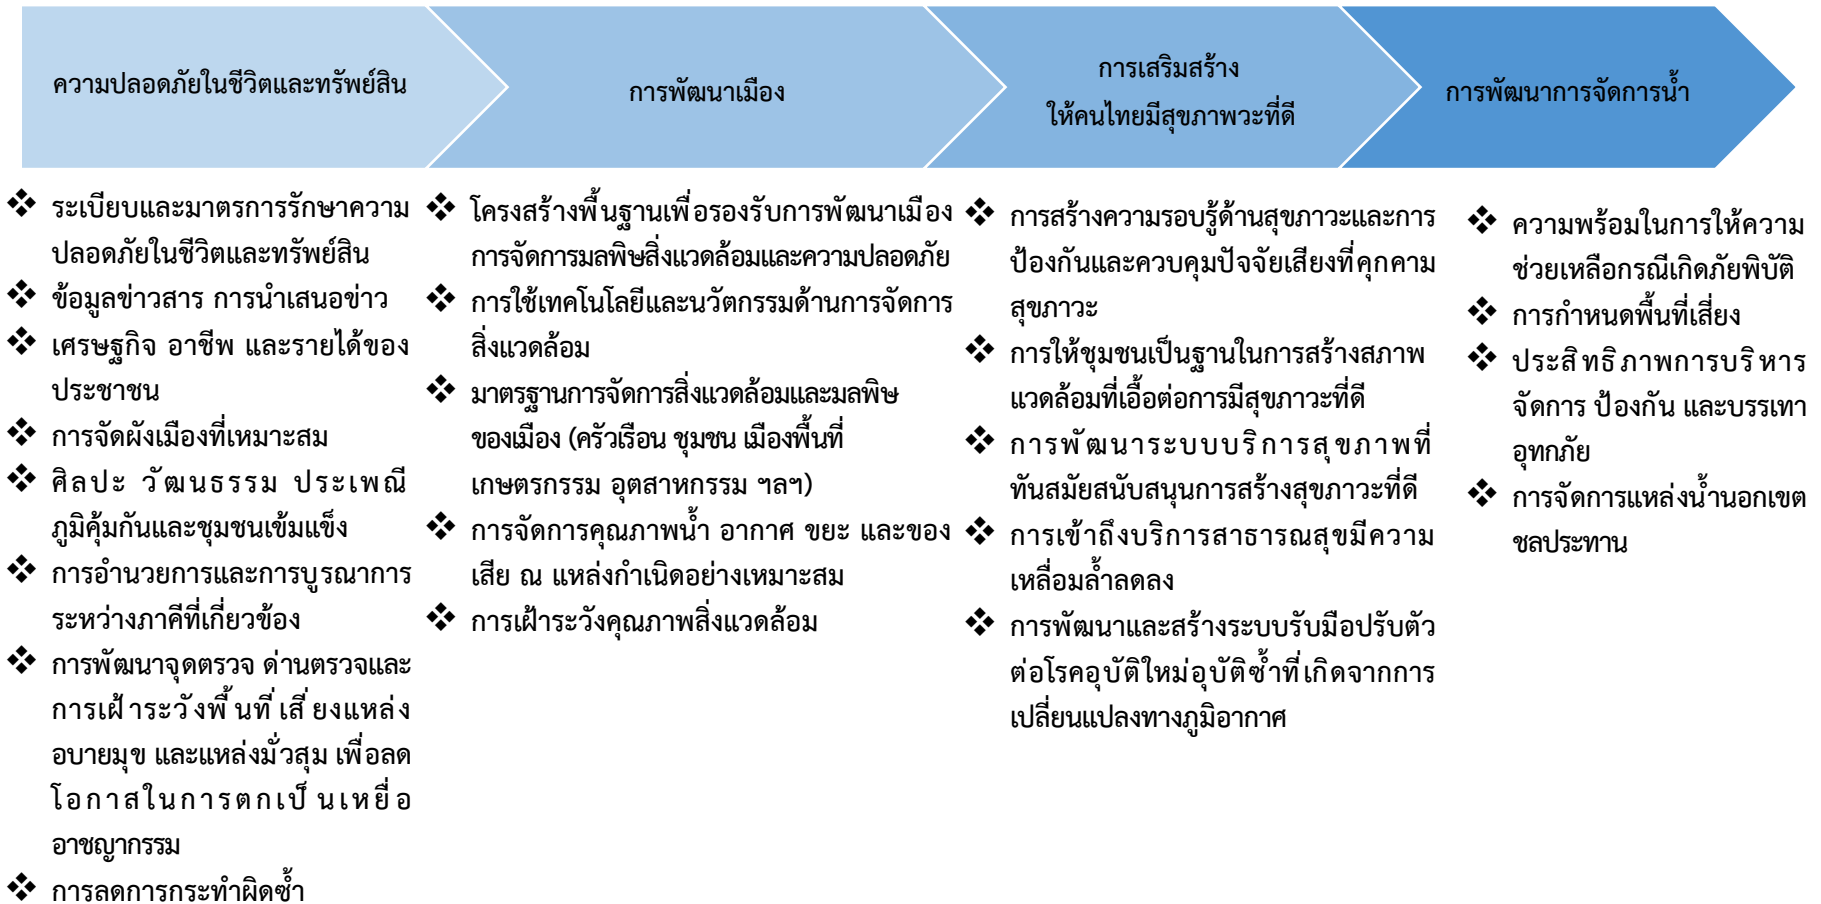 ความปลอดภัยในชีวิตและทรัพย์สิน
การพัฒนาเมือง
การเสริมสร้าง
ให้คนไทยมีสุขภาพวะที่ดี
การพัฒนาการจัดการน้ำ
❖ ระเบียบและมาตรการรักษาความ
ปลอดภัยในชีวิตและทรัพย์สิน
❖ ข้อมูลข่าวสาร การนำเสนอข่าว
❖ เศรษฐกิจ อาชีพ และรายได้ของ
ประชาชน
❖ การจัดผังเมืองที่เหมาะสม
❖ ศิลปะ วัฒนธรรม ประเพณี
ภูมิคุ้มกันและชุมชนเข้มแข็ง
❖ การอำนวยการและการบูรณาการ
ระหว่างภาคีที่เกี่ยวข้อง
❖ การพัฒนาจุดตรวจ ด่านตรวจและ
การเฝ้าระวังพื้นที่เสี่ยงแหล่ง
อบายมุข และแหล่งมั่วสุม เพื่อลด
โอกาสในการตกเป็นเหยื่อ
อาชญากรรม
❖ การลดการกระทำผิดซ้ำ
❖ โครงสร้างพื้นฐานเพื่อรองรับการพัฒนาเมือง
การจัดการมลพิษสิ่งแวดล้อมและความปลอดภัย
❖ การใช้เทคโนโลยีและนวัตกรรมด้านการจัดการ
สิ่งแวดล้อม
❖ มาตรฐานการจัดการสิ่งแวดล้อมและมลพิษ
ของเมือง (ครัวเรือน ชุมชน เมืองพื้นที่
เกษตรกรรม อุตสาหกรรม ฯลฯ)
❖ การจัดการคุณภาพน้ำ อากาศ ขยะ และของ
เสีย ณ แหล่งกำเนิดอย่างเหมาะสม
❖ การเฝ้าระวังคุณภาพสิ่งแวดล้อม
❖ การสร้างความรอบรู้ด้านสุขภาวะและการ
ป้องกันและควบคุมปัจจัยเสียงที่คุกคาม
สุขภาวะ
❖ การให้ชุมชนเป็นฐานในการสร้างสภาพ
แวดล้อมที่เอื้อต่อการมีสุขภาวะที่ดี
❖ การพัฒนาระบบบริการสุขภาพที่
ทันสมัยสนับสนุนการสร้างสุขภาวะที่ดี
❖ การเข้าถึงบริการสาธารณสุขมีความ
เหลื่อมล้ำลดลง
❖ การพัฒนาและสร้างระบบรับมือปรับตัว
ต่อโรคอุบัติใหม่อุบัติซ้ำที่เกิดจากการ
เปลี่ยนแปลงทางภูมิอากาศ
❖ ความพร้อมในการให้ความ
ช่วยเหลือกรณีเกิดภัยพิบัติ
❖ การกำหนดพื้นที่เสี่ยง
❖ ประสิทธิภาพการบริหาร
จัดการ ป้องกัน และบรรเทา
อุทกภัย
❖ การจัดการแหล่งน้ำนอกเขต
ชลประทาน